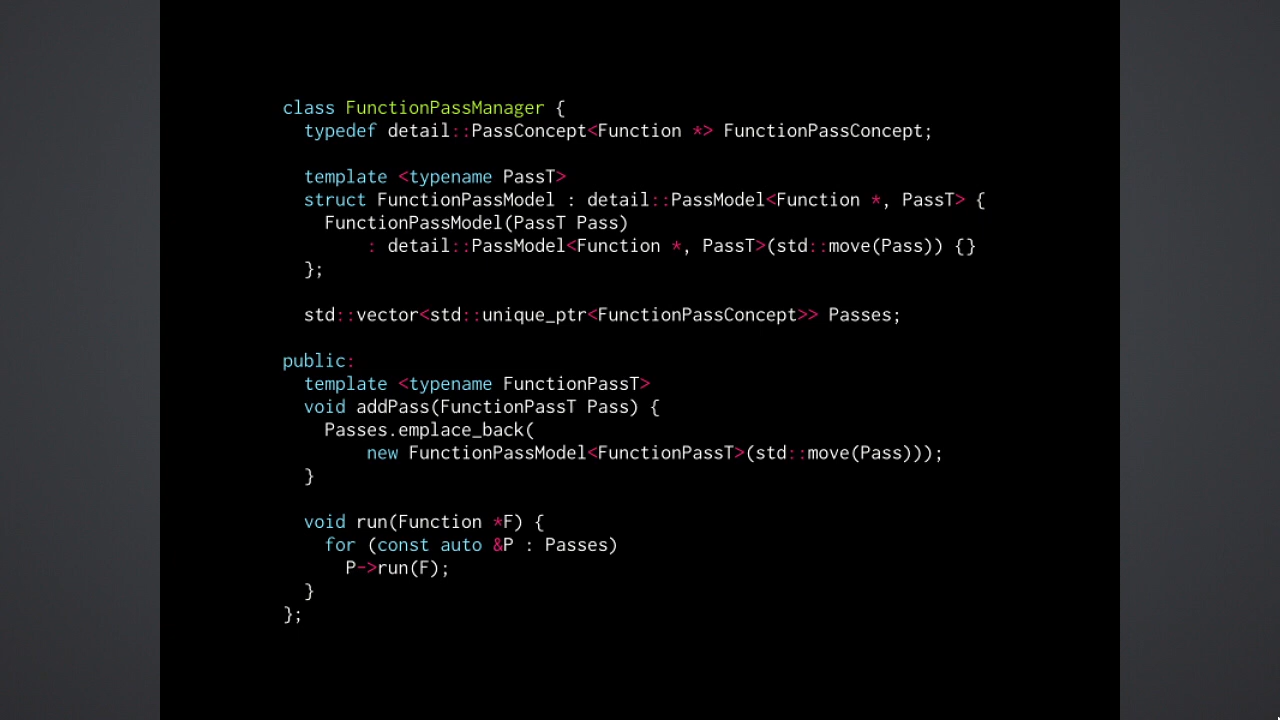 class FunctionPassManager {
  typedef detail::PassConcept<Function *> FunctionPassConcept;

  template <typename PassT>
  struct FunctionPassModel : detail::PassModel<Function *, PassT> {
    FunctionPassModel(PassT Pass)
        : detail::PassModel<Function *, PassT>(std::move(Pass)) {}
  };

  std::vector<std::unique_ptr<FunctionPassConcept>> Passes;

public:
  template <typename FunctionPassT>
  void addPass(FunctionPassT Pass) {
    Passes.emplace_back(
        new FunctionPassModel<FunctionPassT>(std::move(Pass)));
  }

  void run(Function *F) {
    for (const auto &P : Passes)
      P->run(F);
  }
};